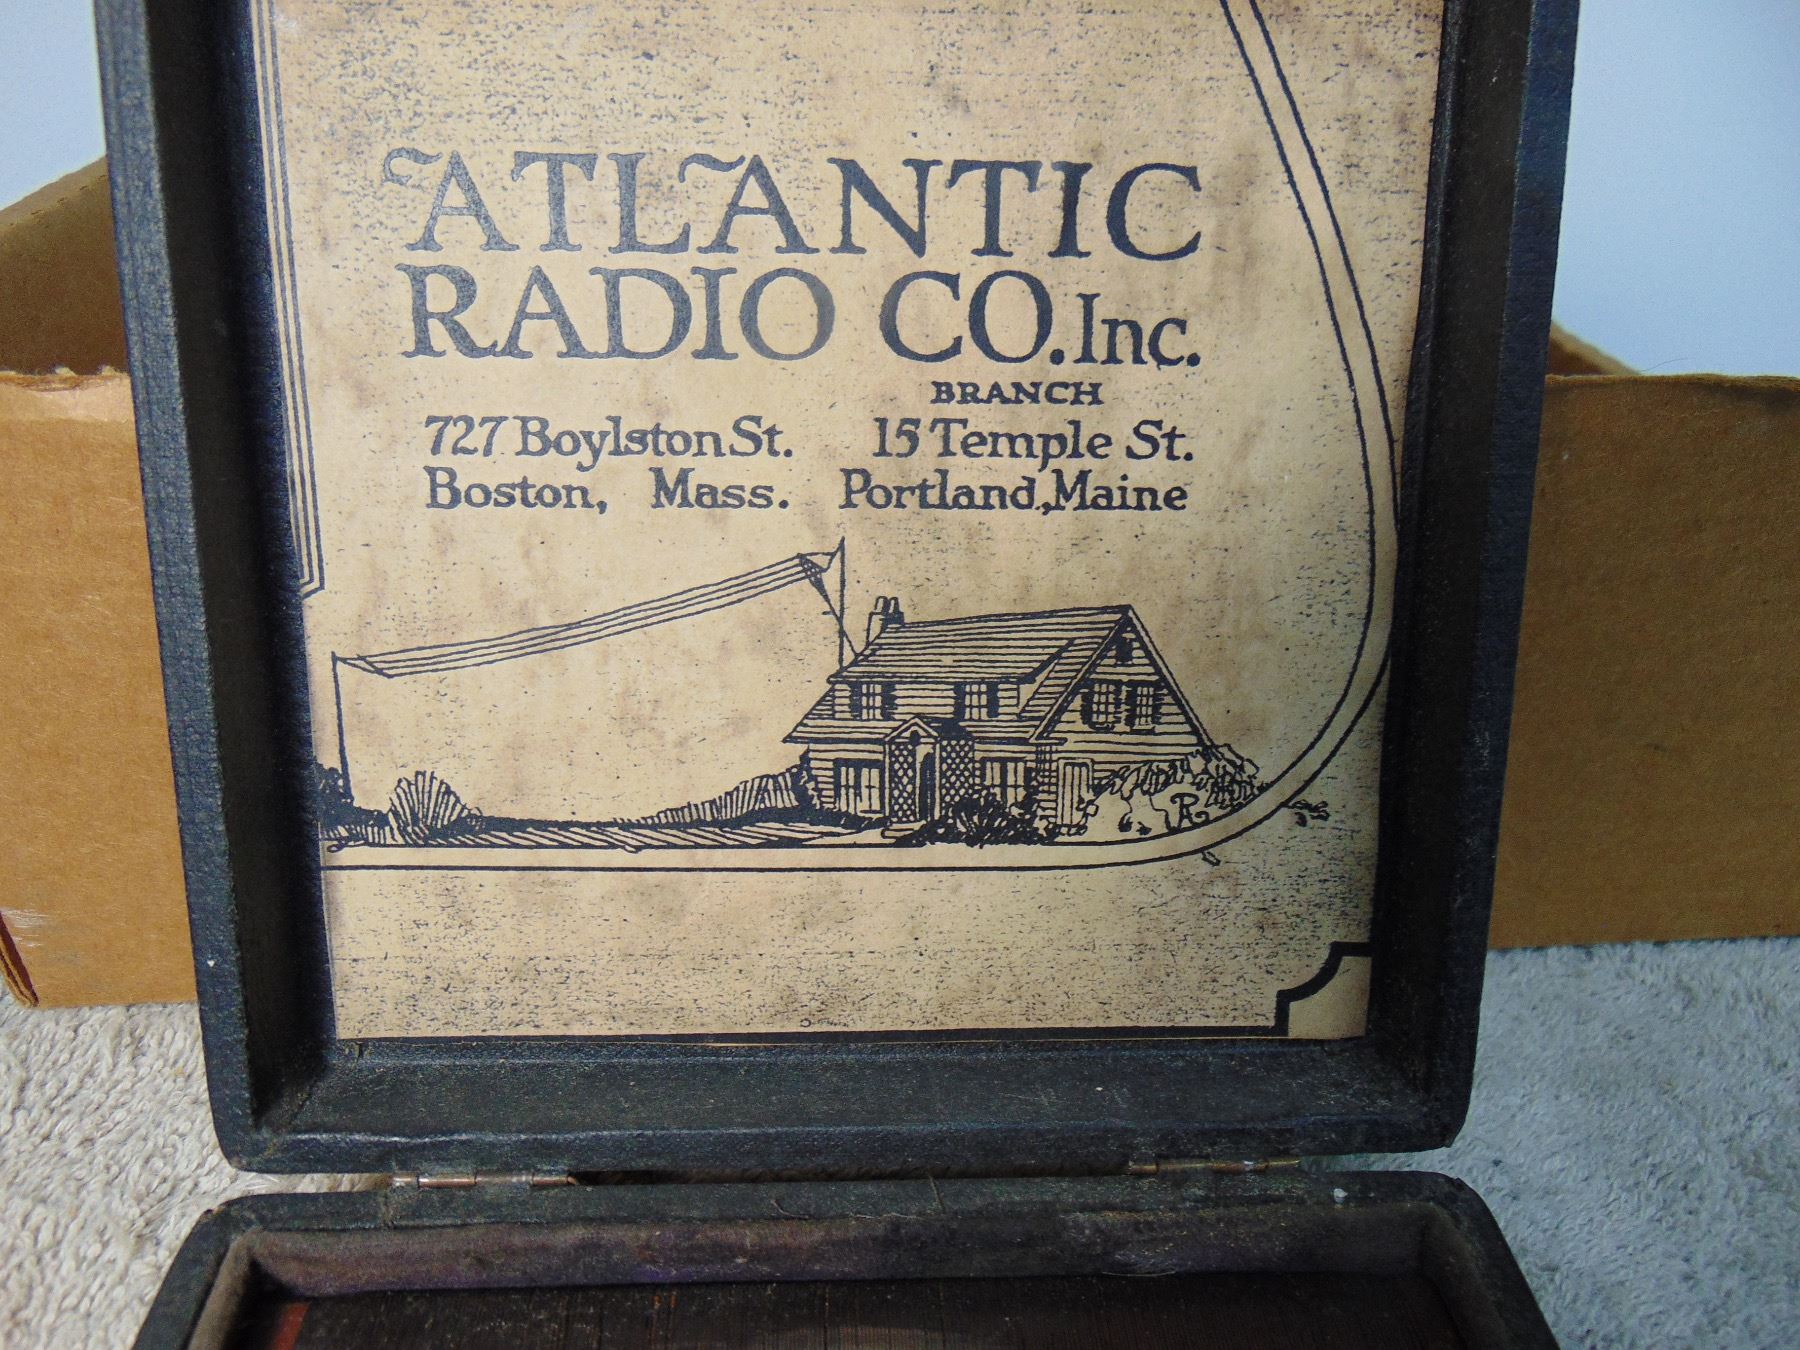 ATLANTIC
RADIO CO. Inc.
BRANCH
727 Boylston St. 15 Temple St.
Boston, Mass. Portland, Maine